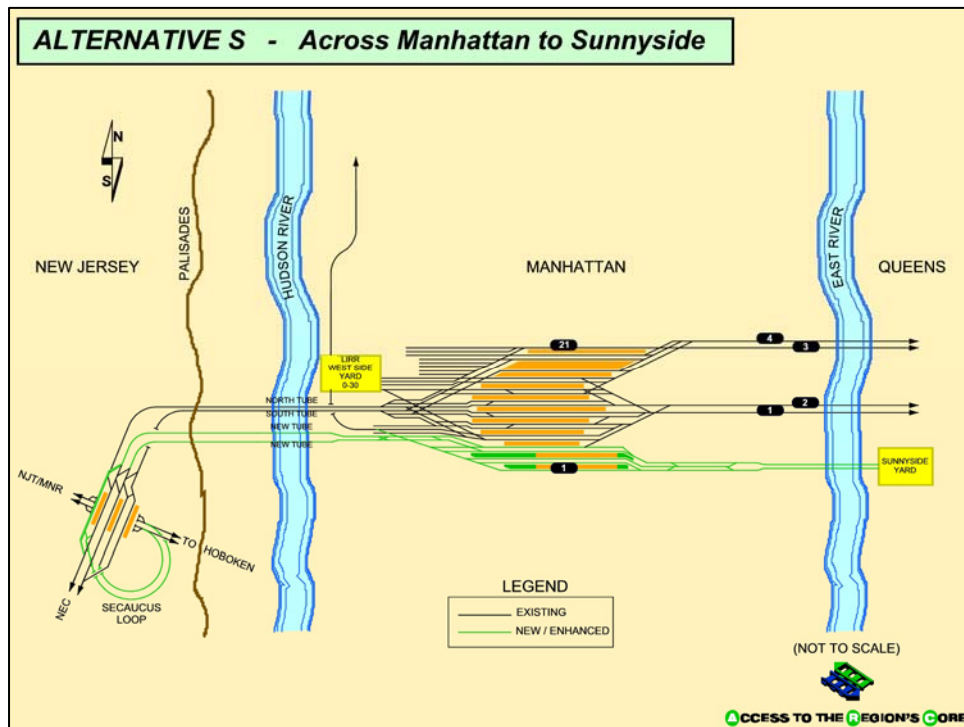 ALTERNATIVE S - Across Manhattan to Sunnyside
N
S
NEW JERSEY
PALISADES
HUDSON RIVER
MANHATTAN
EAST RIVER
QUEENS
LIRR
WEST SIDE
YARD
0-30
21
4
3
NORTH TUBE
SOUTH TUBE
NEW TUBE
NEW TUBE
2
1
1
SUNNYSIDE
YARD
NJT/MNR
TO HOBOKEN
NEC
SECAUCUS
LOOP
LEGEND
EXISTING
NEW / ENHANCED
(NOT TO SCALE)
ACCESS TO THE REGION'S CORE